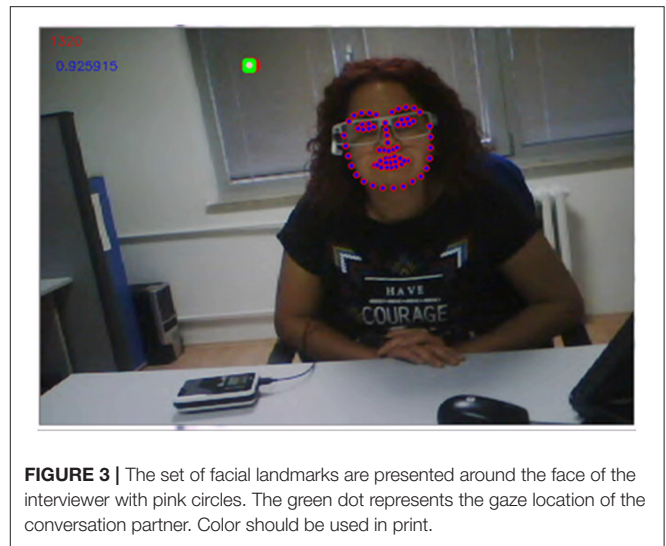 1320
0.925915
HAVE
COURAGE
FIGURE 3 | The set of facial landmarks are presented around the face of the
interviewer with pink circles. The green dot represents the gaze location of the
conversation partner. Color should be used in print.